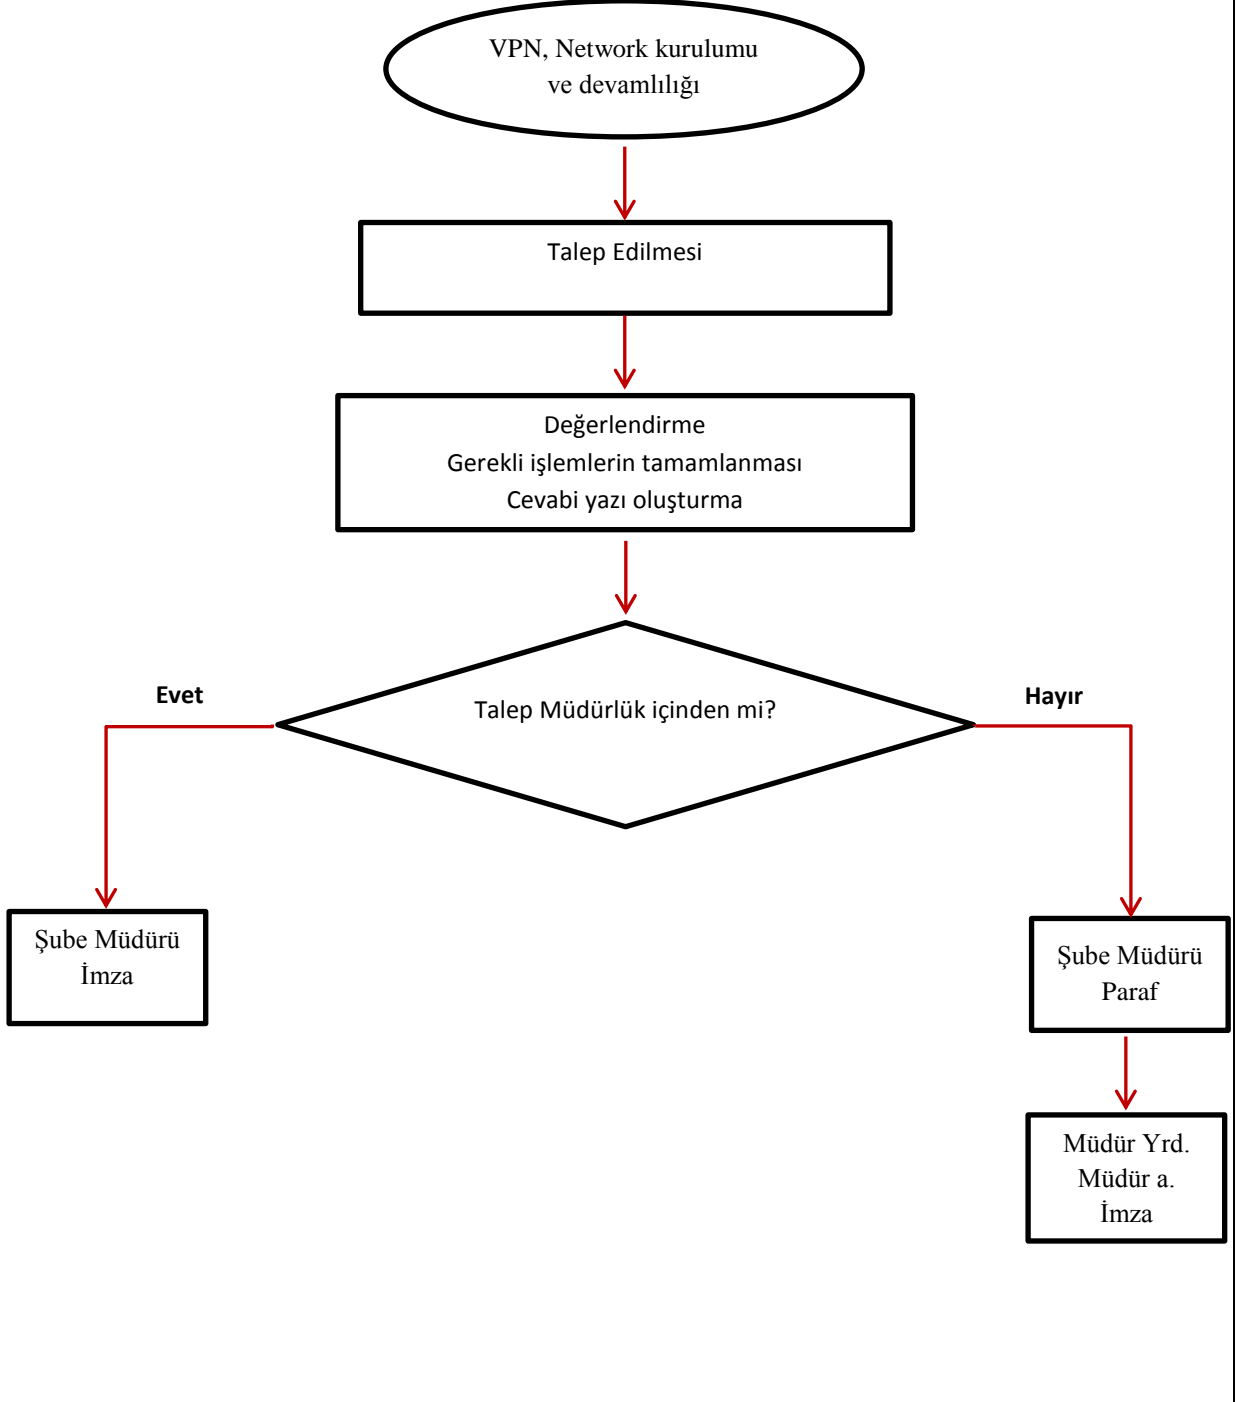 VPN, Network kurulumu
ve devamlılığı
Talep Edilmesi
Değerlendirme
Gerekli işlemlerin tamamlanması
Cevabi yazı oluşturma
Talep Müdürlük içinden mi?
Evet
Hayır
Şube Müdürü
İmza
Şube Müdürü
Paraf
Müdür Yrd.
Müdür a.
İmza